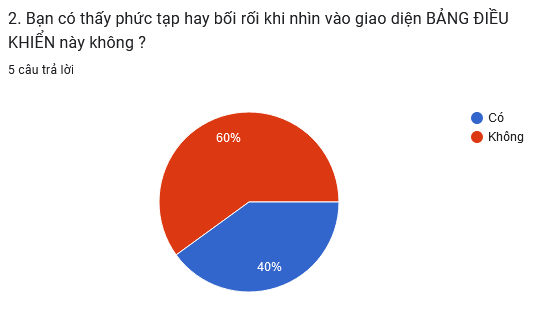 2. Bạn có thấy phức tạp hay bối rối khi nhìn vào giao diện BẢNG ĐIỀU
KHIỂN này không ?
5 câu trả lời
Có
Không
60%
40%